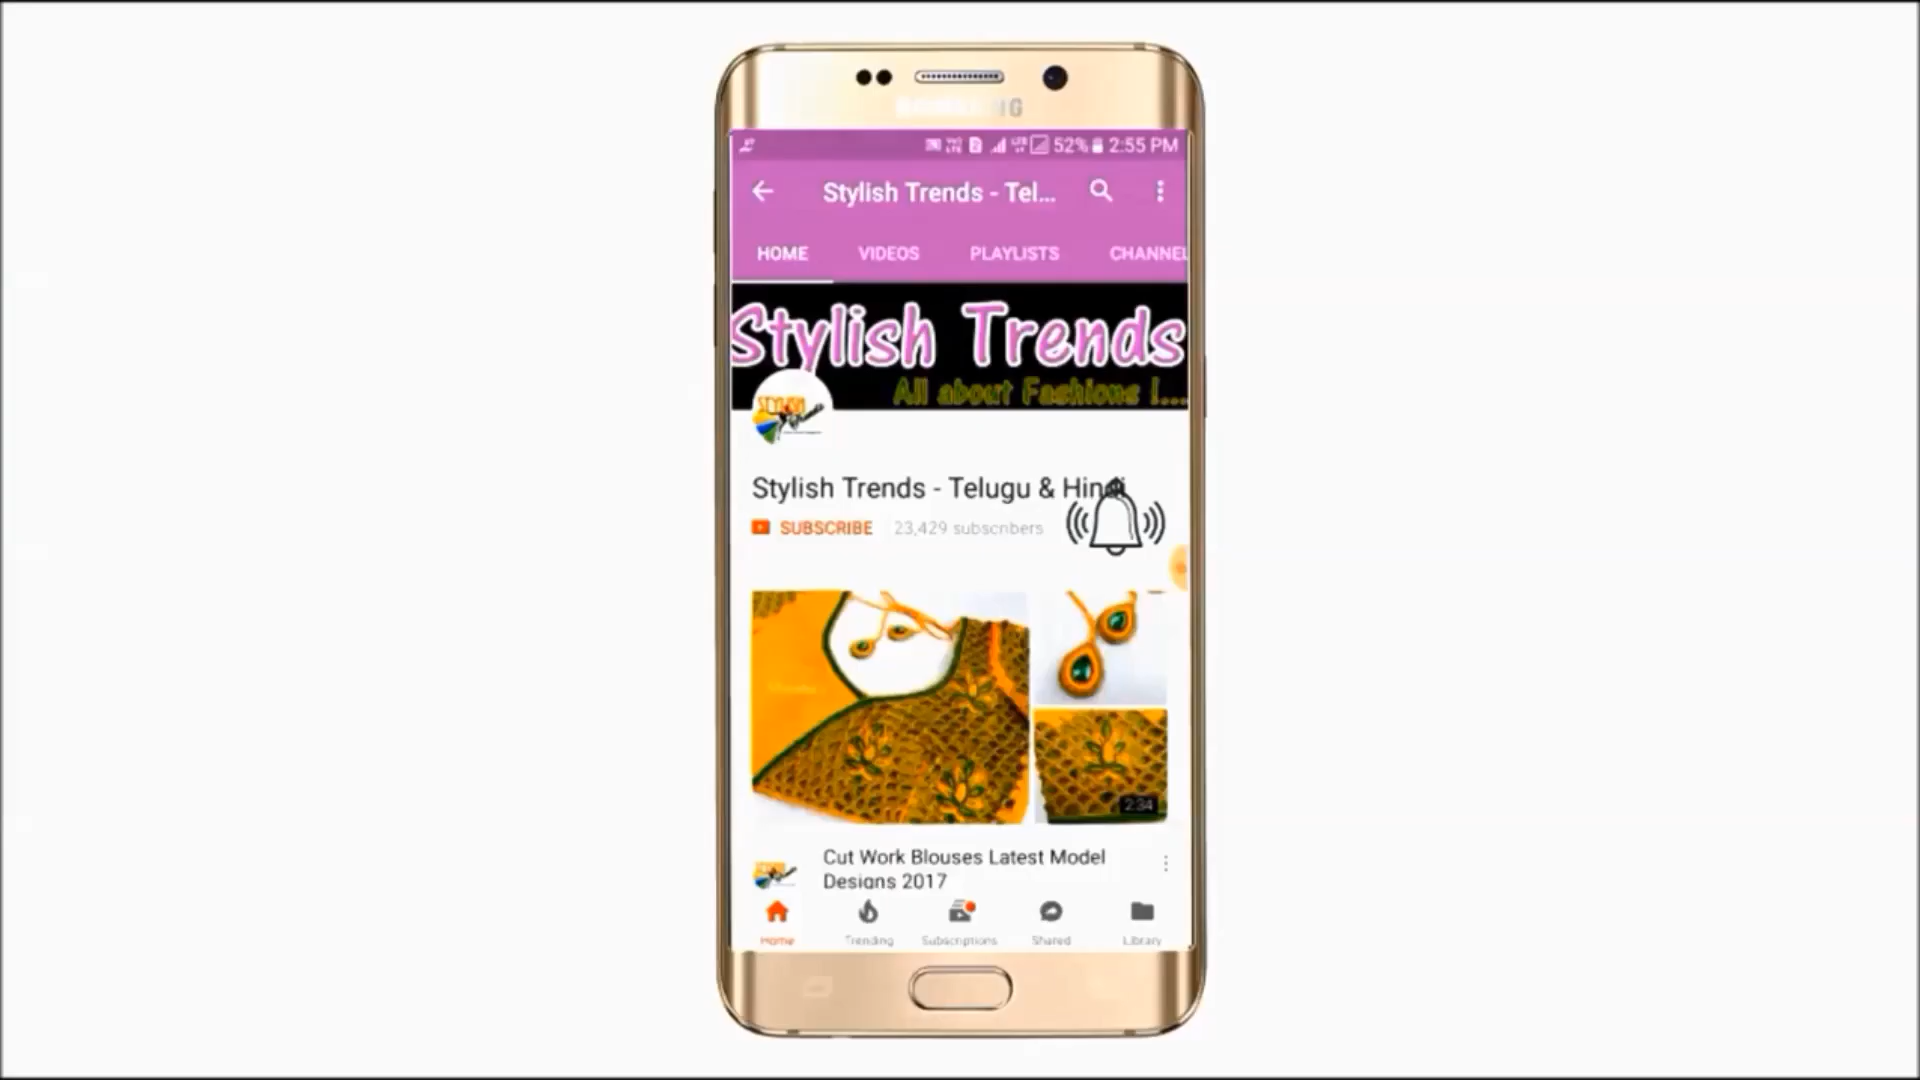 SAMSUNG
52% 2:55 PM
Stylish Trends - Tel...
HOME VIDEOS PLAYLISTS CHANNEL
Stylish Trends
All about Fashions !...
STYLISH
Stylish Trends - Telugu & Hindi
SUBSCRIBE 23,429 subscribers
2:34
Cut Work Blouses Latest Model
Designs 2017
Home Trending Subscriptions Shared Library